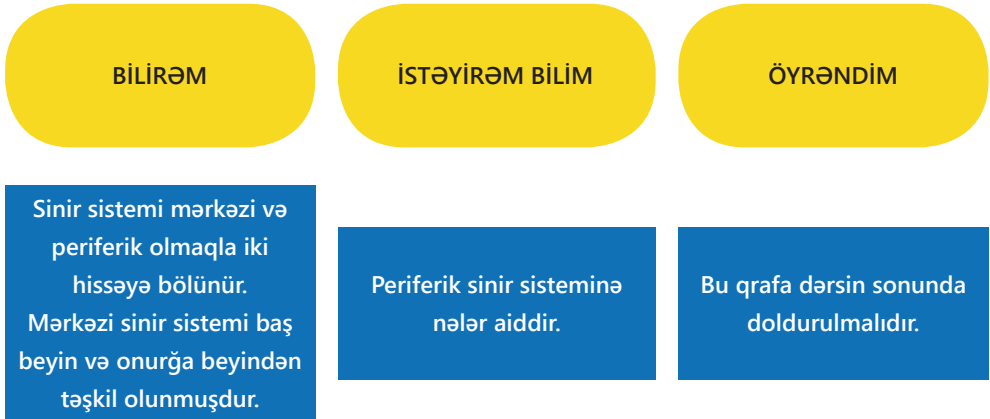 BİLİRƏM
İSTƏYİRƏM BİLİM
ÖYRƏNDİM
Sinir sistemi mərkəzi və
periferik olmaqla iki
hissəyə bölünür.
Mərkəzi sinir sistemi baş
beyin və onurğa beyindən
təşkil olunmuşdur.
Periferik sinir sisteminə
nələr aiddir.
Bu qrafa dərsin sonunda
doldurulmalıdır.